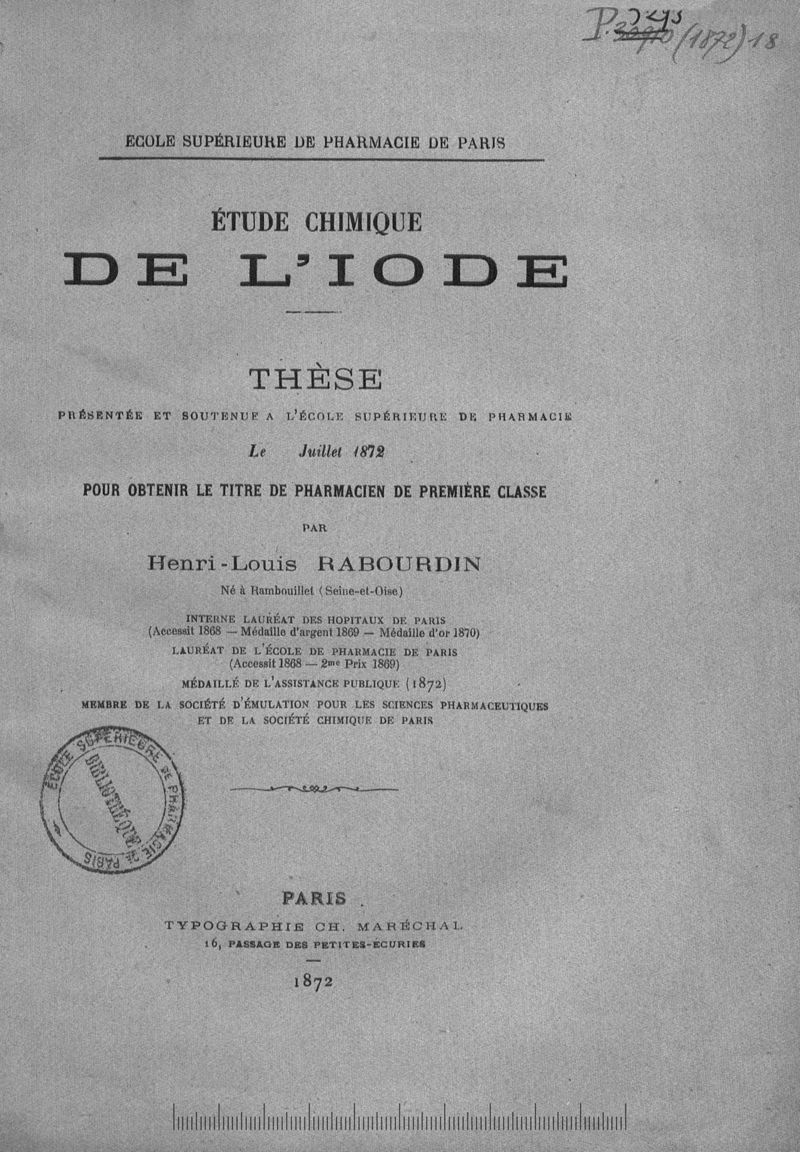 P. 5.293 (1872) 18
ECOLE SUPÉRIEURE DE PHARMACIE DE PARIS
ÉTUDE CHIMIQUE
DE L'IODE
THÈSE
PRÉSENTÉE ET SOUTENUE A L'ÉCOLE SUPÉRIEURE DE PHARMACIE
Le Juillet 1872
POUR OBTENIR LE TITRE DE PHARMACIEN DE PREMIÈRE CLASSE
PAR
Henri-Louis RABOURDIN
Né à Rambouillet (Seine-et-Oise)
INTERNE LAURÉAT DES HOPITAUX DE PARIS
(Accessit 1868 — Médaille d'argent 1869 — Médaille d'or 1870)
LAURÉAT DE L'ÉCOLE DE PHARMACIE DE PARIS
(Accessit 1868 — 2me Prix 1869)
MÉDAILLÉ DE L'ASSISTANCE PUBLIQUE (1872)
MEMBRE DE LA SOCIÉTÉ D'ÉMULATION POUR LES SCIENCES PHARMACEUTIQUES
ET DE LA SOCIÉTÉ CHIMIQUE DE PARIS
ÉCOLE SUPÉRIEURE DE PHARMACIE DE PARIS
BIBLIOTHÉQUE
PARIS
TYPOGRAPHIE CH. MARÉCHAL
16, PASSAGE DES PETITES-ÉCURIES
1872